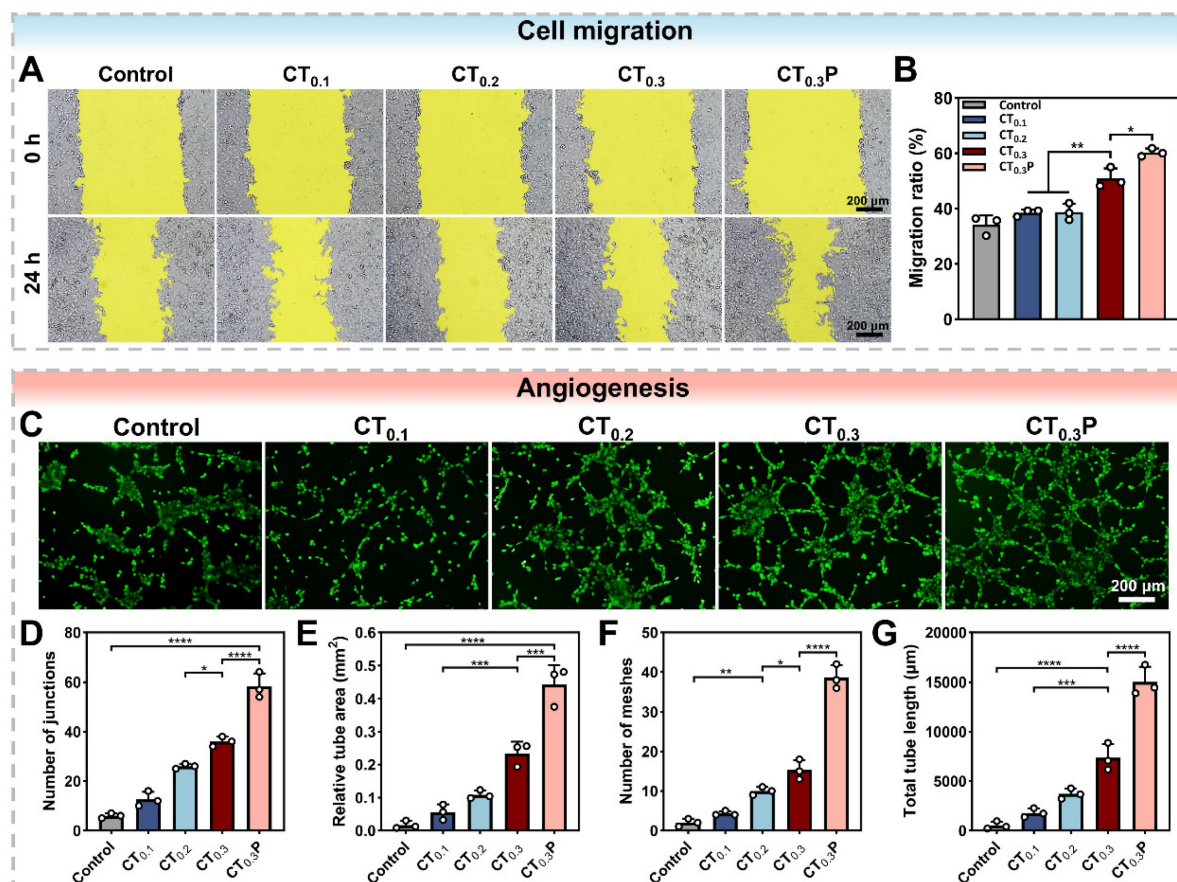 Cell migration
A
Control
CT0.1
CT0.2
CT0.3
CT0.3P
0 h
200 μm
24 h
200 μm
B
Migration ratio (%)
80
60
40
20
0
Control
CT0.1
CT0.2
CT0.3
CT0.3P
**
*
Angiogenesis
C
Control
CT0.1
CT0.2
CT0.3
CT0.3P
200 μm
D
Number of junctions
80
60
40
20
0
****
****
*
Control
CT0.1
CT0.2
CT0.3
CT0.3P
E
Relative tube area (mm2)
0.6
0.5
0.4
0.3
0.2
0.1
0.0
****
***
***
Control
CT0.1
CT0.2
CT0.3
CT0.3P
F
Number of meshes
50
40
30
20
10
0
****
*
**
Control
CT0.1
CT0.2
CT0.3
CT0.3P
G
Total tube length (μm)
20000
15000
10000
5000
0
****
****
***
Control
CT0.1
CT0.2
CT0.3
CT0.3P